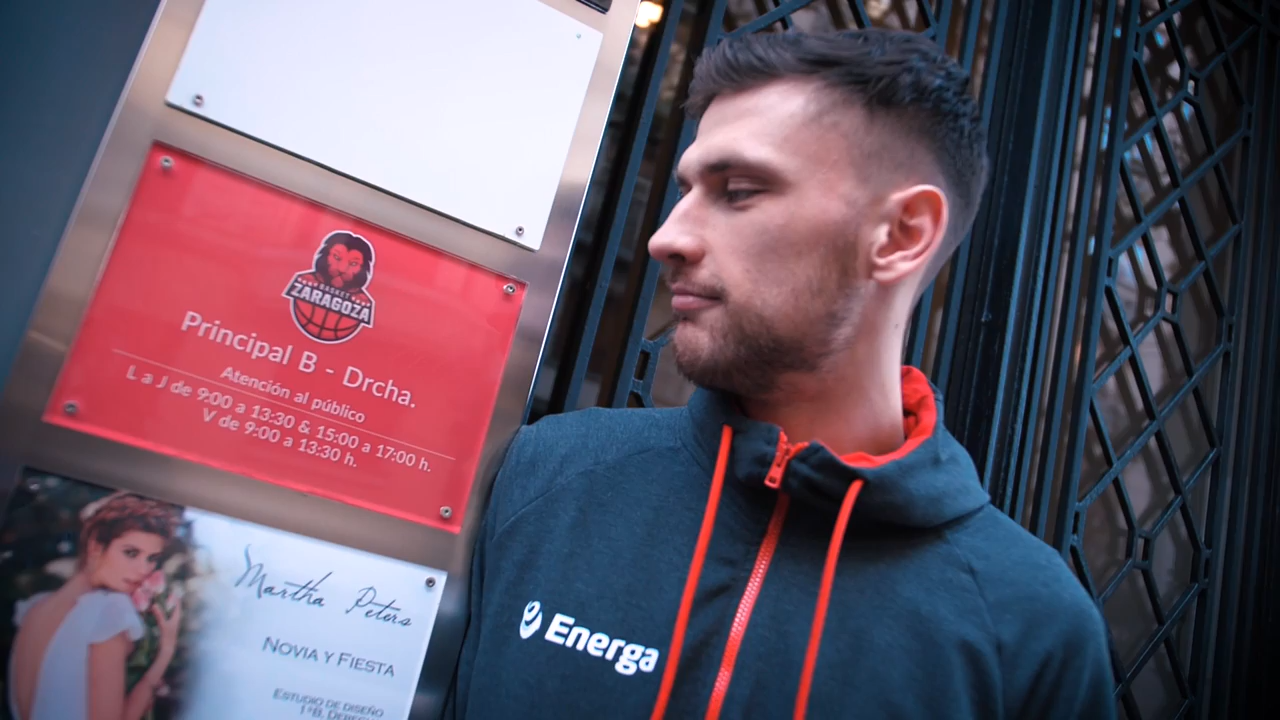 BASKET
ZARAGOZA
Principal B - Drcha.
Atención al público
L a J de 9:00 a 13:30 & 15:00 a 17:00 h.
V de 9:00 a 13:30 h.
Martha Peters
NOVIA Y FIESTA
ESTUDIO DE DISEÑO
Energa